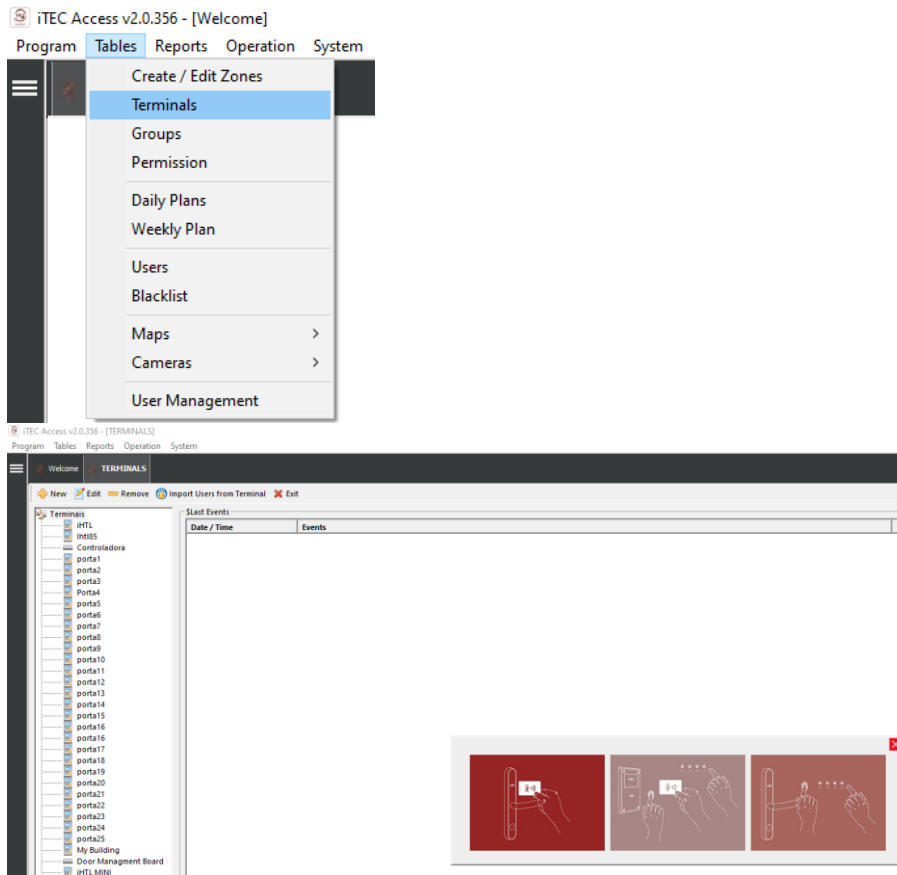 iTEC Access v2.0.356 - [Welcome]
Program Tables Reports Operation System
Create / Edit Zones
Terminals
Groups
Permission
Daily Plans
Weekly Plan
Users
Blacklist
Maps
Cameras
User Management
iTEC Access v2.0.356 - [TERMINALS]
Program Tables Reports Operation System
Welcome TERMINALS
New Edit Remove Import Users from Terminal Exit
Terminais
iHTL
Ihtl85
Controladora
porta1
porta2
porta3
Porta4
porta5
porta6
porta7
porta8
porta9
porta10
porta11
porta12
porta13
porta14
porta15
porta16
porta16
porta17
porta18
porta19
porta20
porta21
porta22
porta23
porta24
porta25
My Building
Door Managment Board
iHTL MINI
$Last Events
Date / Time Events